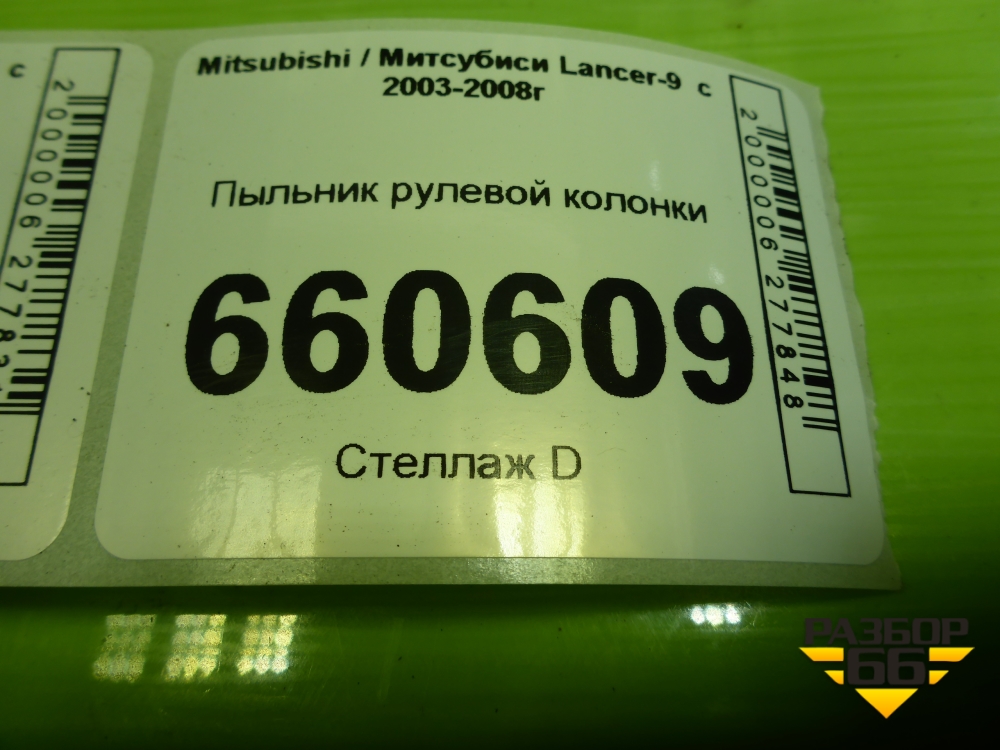 с
Mitsubishi / Митсубиси Lancer-9 с
2003-2008г
Пыльник рулевой колонки
660609
Стеллаж D
2000006277848
РАЗБОР
66